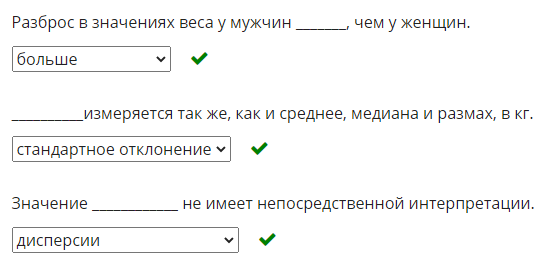 Разброс в значениях веса у мужчин _______, чем у женщин.
больше
__________измеряется так же, как и среднее, медиана и размах, в кг.
стандартное отклонение
Значение ____________ не имеет непосредственной интерпретации.
дисперсии